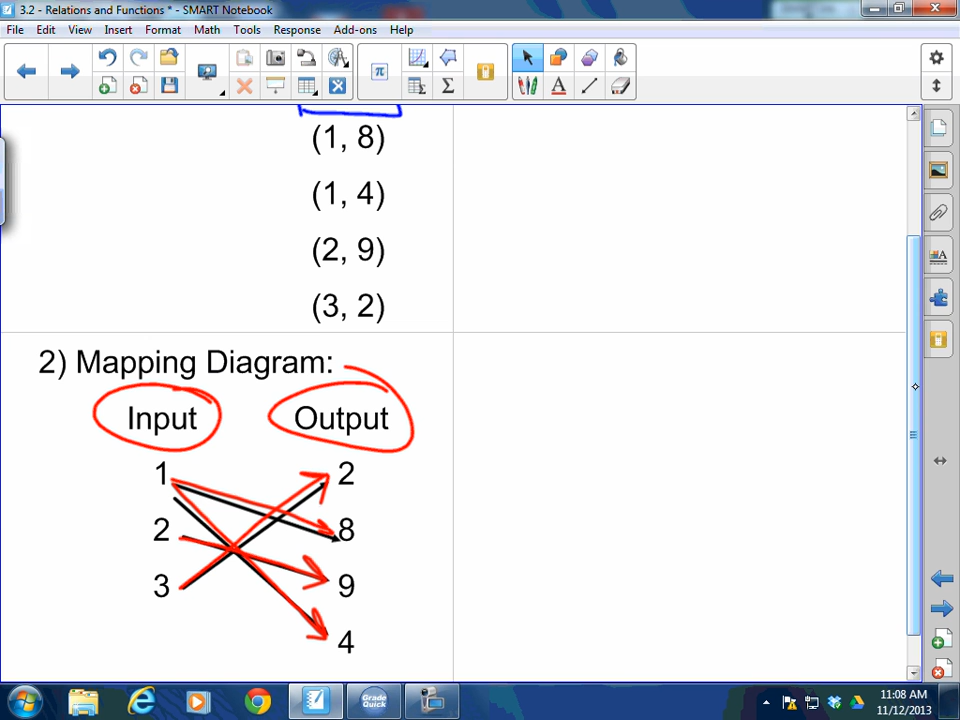 3.2 - Relations and Functions * - SMART Notebook
File Edit View Insert Format Math Tools Response Add-ons Help
(1, 8)
(1, 4)
(2, 9)
(3, 2)
2) Mapping Diagram:
Input Output
1 2
2 8
3 9
4
Grade Quick
11:08 AM
11/12/2013